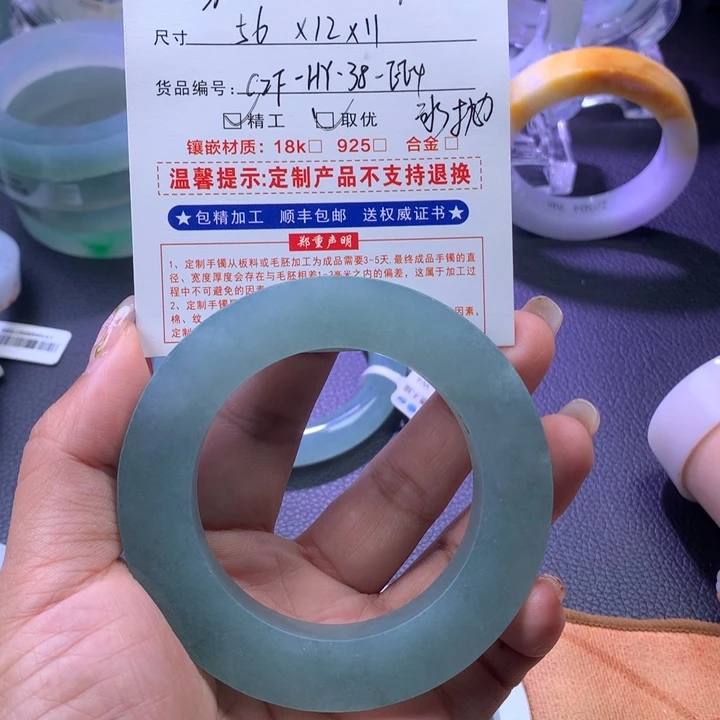 尺寸 56 x12x11
货品编号: CZF-HY-38-
☑精工 ☑取优 冰抛
镶嵌材质: 18k□ 925□ 合金□
温馨提示:定制产品不支持退换
★包精加工 顺丰包邮 送权威证书★
郑重声明
1、定制手镯从板料或毛胚加工为成品需要3-5天,最终成品手镯的直
径、宽度厚度会存在与毛胚相差1-2毫米之内的偏差，这属于加工过
程中不可避免的因素
2、定制手镯
棉、纹 因素,
定制